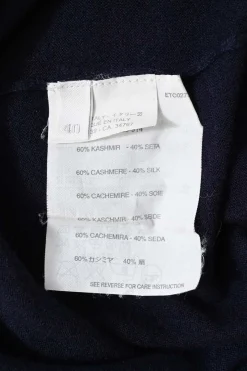 ETO277
40
MADE IN ITALY
60% KASHMIR - 40% SETA
60% CASHMERE - 40% SILK
60% CACHEMIRE - 40% SOIE
60% KASCHMIR - 40% SEIDE
60% CACHEMIRA - 40% SEDA
60% カシミヤ 40% 絹
SEE REVERSE FOR CARE INSTRUCTION